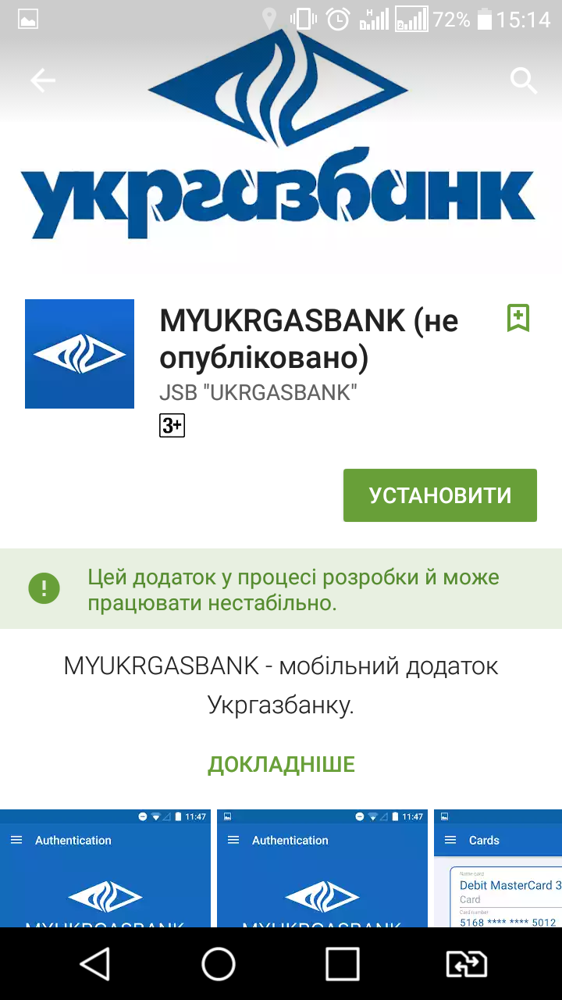 H
1
2
72%
15:14
укргазбанк
MYUKRGASBANK (не
опубліковано)
JSB "UKRGASBANK"
3+
УСТАНОВИТИ
Цей додаток у процесі розробки й може
працювати нестабільно.
MYUKRGASBANK - мобільний додаток
Укргазбанку.
ДОКЛАДНІШЕ
11:47
Authentication
MYUKRGASBANK
11:47
Authentication
MYUKRGASBANK
Cards
Name card
Debit MasterCard 3
Card
Card number
5168 **** **** 5012